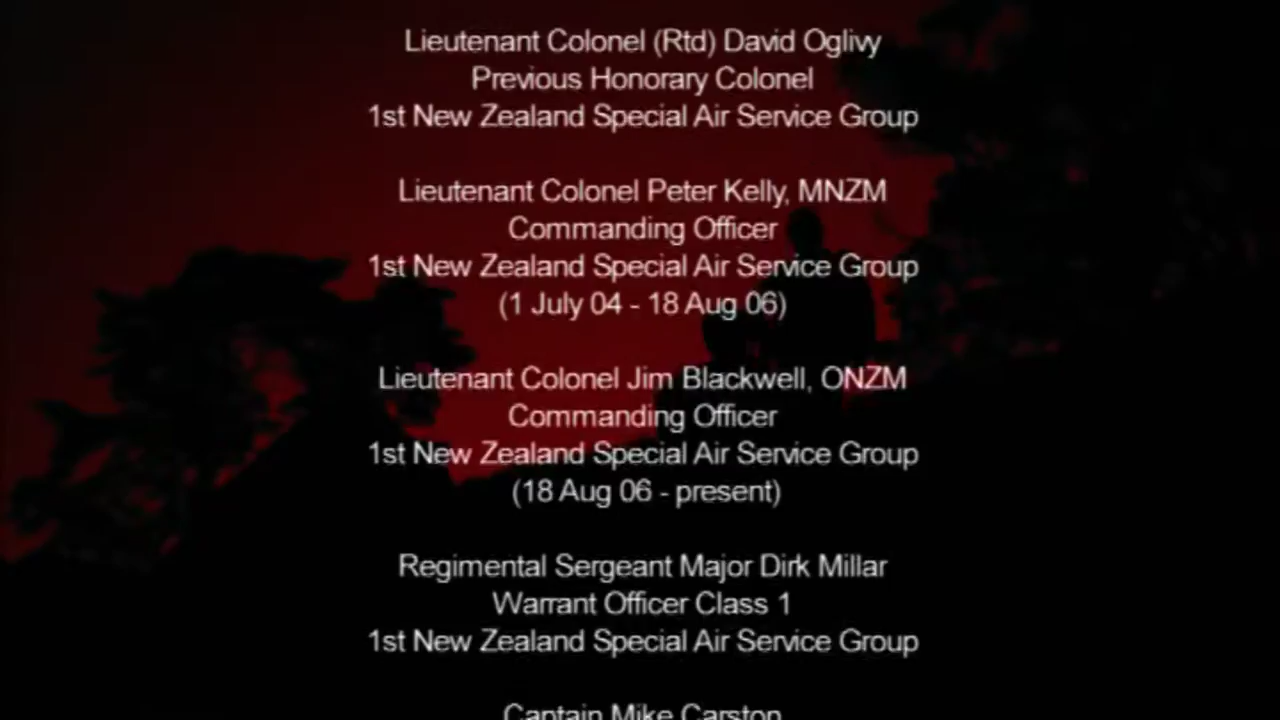 Lieutenant Colonel (Rtd) David Oglivy
Previous Honorary Colonel
1st New Zealand Special Air Service Group
Lieutenant Colonel Peter Kelly, MNZM
Commanding Officer
1st New Zealand Special Air Service Group
(1 July 04 - 18 Aug 06)
Lieutenant Colonel Jim Blackwell, ONZM
Commanding Officer
1st New Zealand Special Air Service Group
(18 Aug 06 - present)
Regimental Sergeant Major Dirk Millar
Warrant Officer Class 1
1st New Zealand Special Air Service Group
Captain Mike